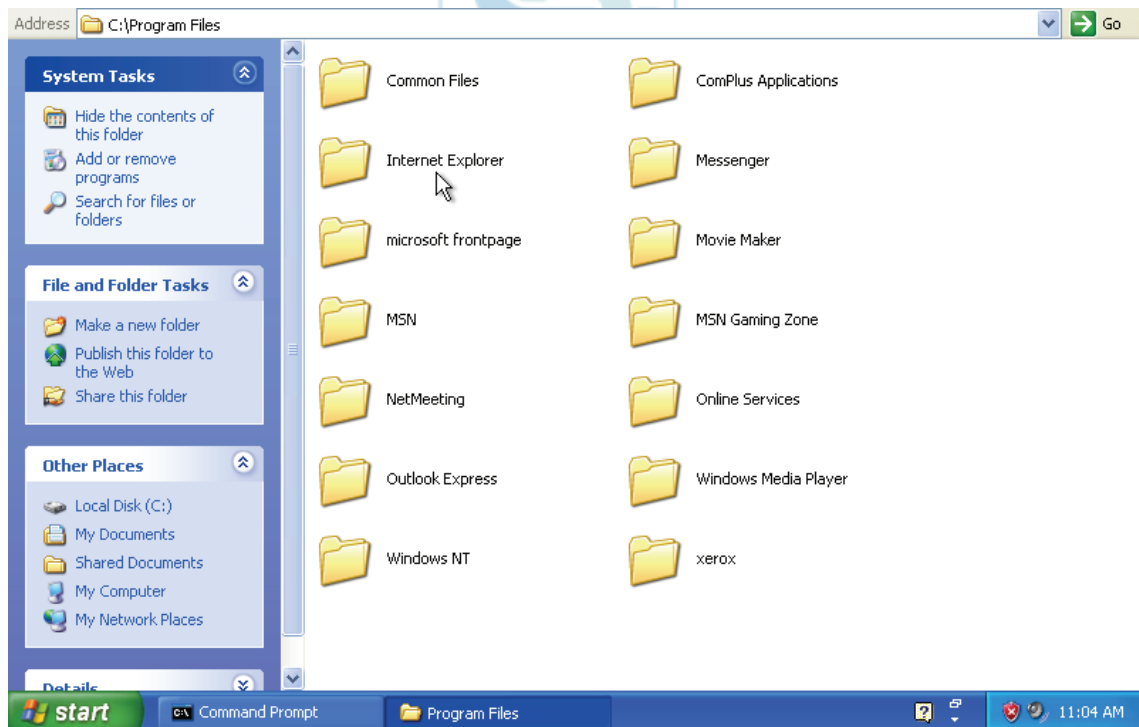 Address C:\Program Files Go
System Tasks
Hide the contents of
this folder
Add or remove
programs
Search for files or
folders
File and Folder Tasks
Make a new folder
Publish this folder to
the Web
Share this folder
Other Places
Local Disk (C:)
My Documents
Shared Documents
My Computer
My Network Places
Details
Common Files
ComPlus Applications
Internet Explorer
Messenger
microsoft frontpage
Movie Maker
MSN
MSN Gaming Zone
NetMeeting
Online Services
Outlook Express
Windows Media Player
Windows NT
xerox
start
C:\ Command Prompt
Program Files
?
11:04 AM